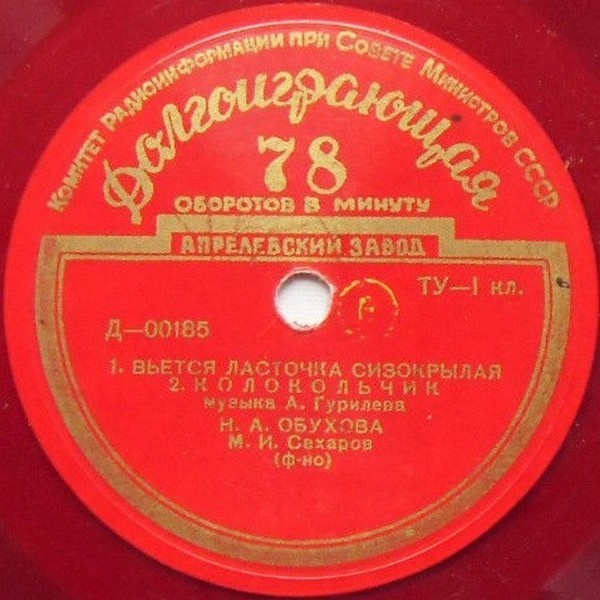 Комитет Радиоинформации при Совете Министров СССР
Долгоиграющая
78
ОБОРОТОВ В МИНУТУ
АПРЕЛЕВСКИЙ ЗАВОД
ТУ—1 кл.
Д—00185
1. ВЬЕТСЯ ЛАСТОЧКА СИЗОКРЫЛАЯ
2. КОЛОКОЛЬЧИК
музыка А. Гурилева
Н. А. ОБУХОВА
М. И. Сахаров
(ф-но)